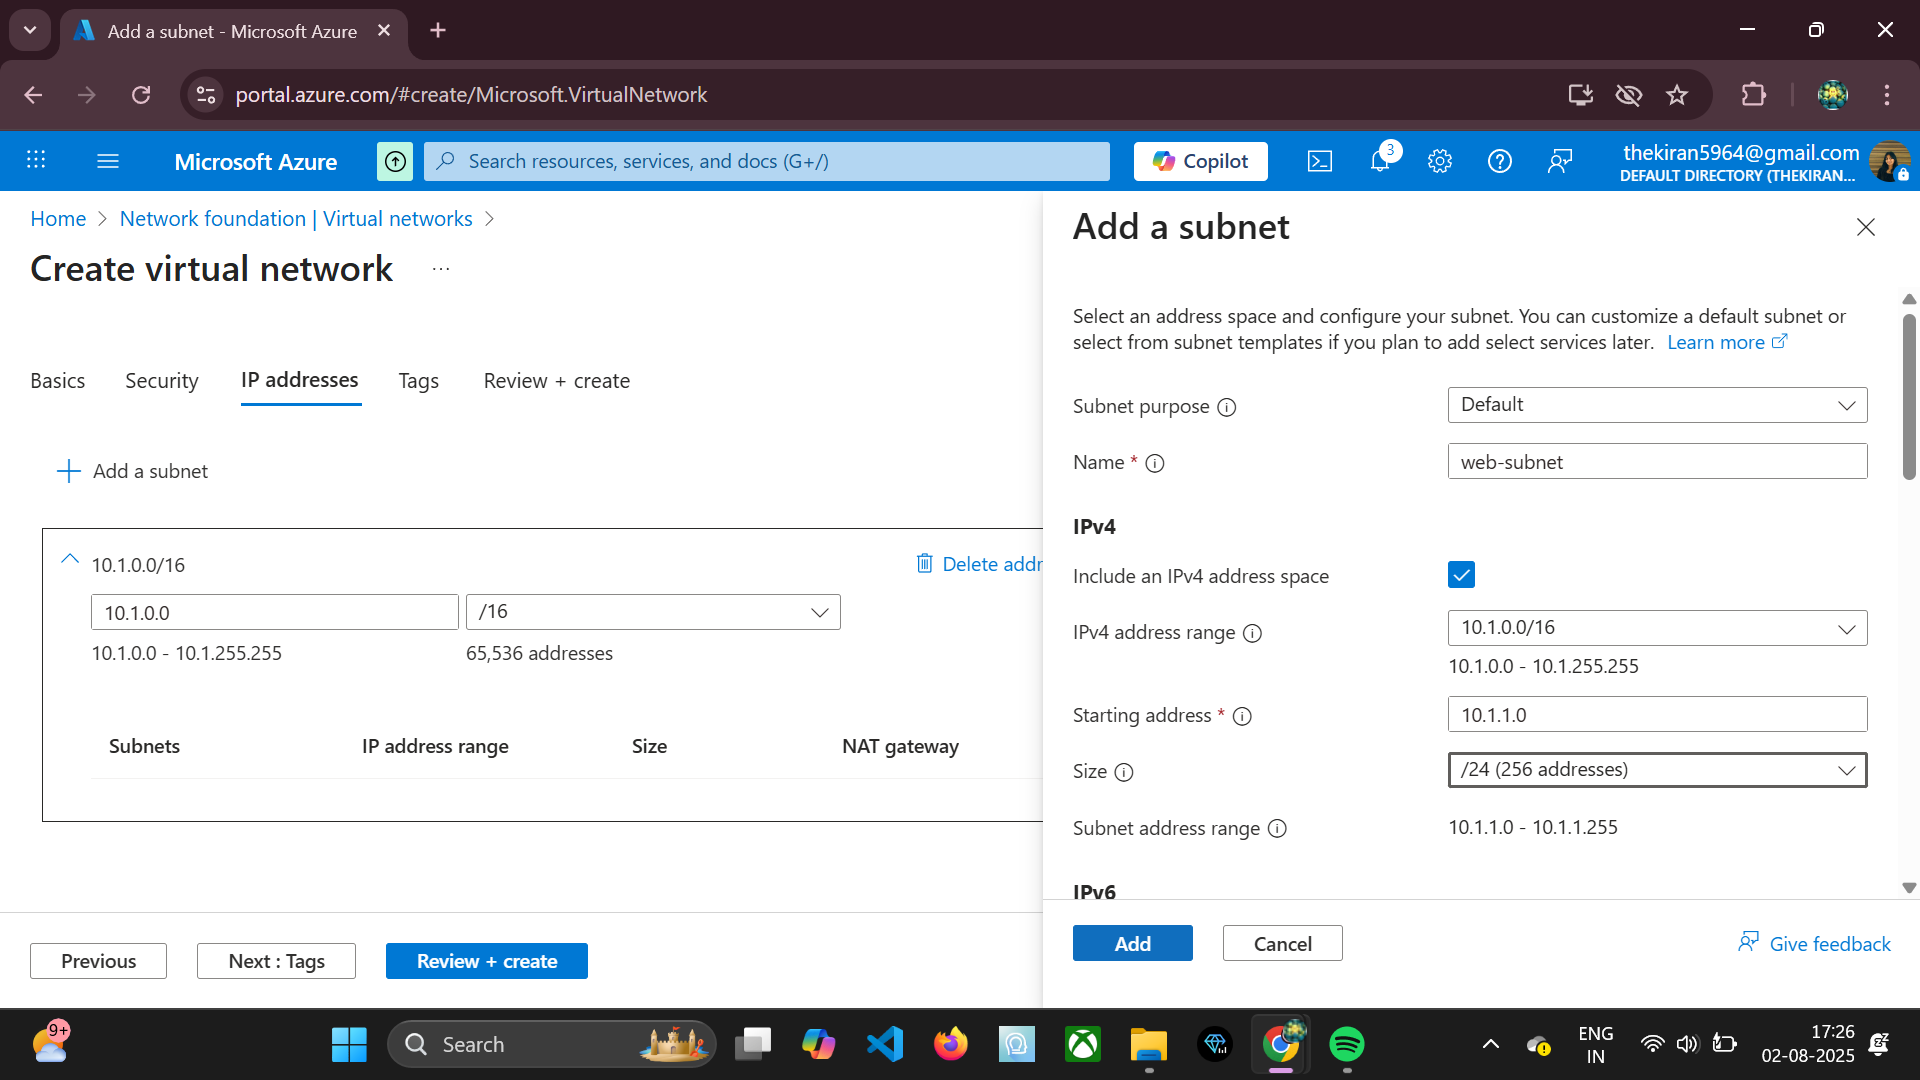 Add a subnet - Microsoft Azure
portal.azure.com/#create/Microsoft.VirtualNetwork
Microsoft Azure
Search resources, services, and docs (G+/)
Copilot
3
thekiran5964@gmail.com
DEFAULT DIRECTORY (THEKIRAN...
Home > Network foundation | Virtual networks >
Create virtual network ...
Basics Security IP addresses Tags Review + create
+ Add a subnet
10.1.0.0/16
Delete addr
10.1.0.0 /16
10.1.0.0 - 10.1.255.255 65,536 addresses
Subnets IP address range Size NAT gateway
Previous Next : Tags Review + create
Add a subnet
Select an address space and configure your subnet. You can customize a default subnet or
select from subnet templates if you plan to add select services later. Learn more
Subnet purpose Default
Name * web-subnet
IPv4
Include an IPv4 address space
IPv4 address range 10.1.0.0/16
10.1.0.0 - 10.1.255.255
Starting address * 10.1.1.0
Size /24 (256 addresses)
Subnet address range 10.1.1.0 - 10.1.1.255
IPv6
Add Cancel Give feedback
9+
Search
ENG
IN
17:26
02-08-2025